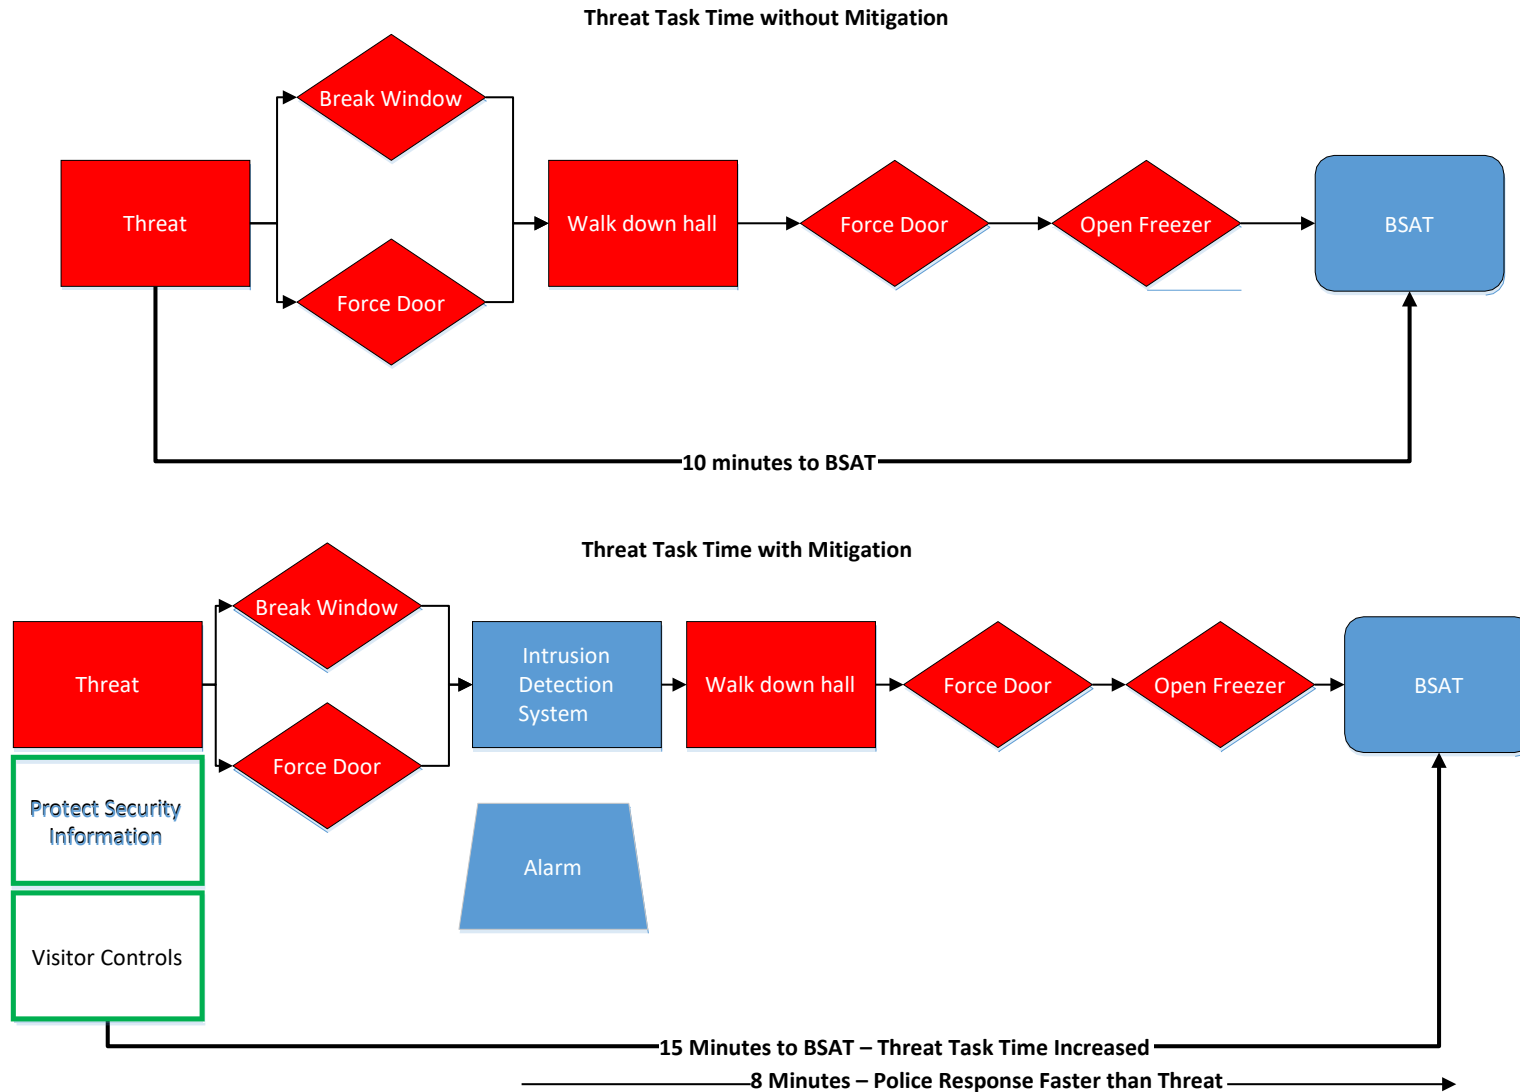 Threat Task Time without Mitigation
Break Window
Threat
Walk down hall
Force Door
Open Freezer
BSAT
Force Door
10 minutes to BSAT
Threat Task Time with Mitigation
Break Window
Threat
Intrusion
Detection
System
Walk down hall
Force Door
Open Freezer
BSAT
Force Door
Protect Security
Information
Alarm
Visitor Controls
15 Minutes to BSAT – Threat Task Time Increased
8 Minutes – Police Response Faster than Threat